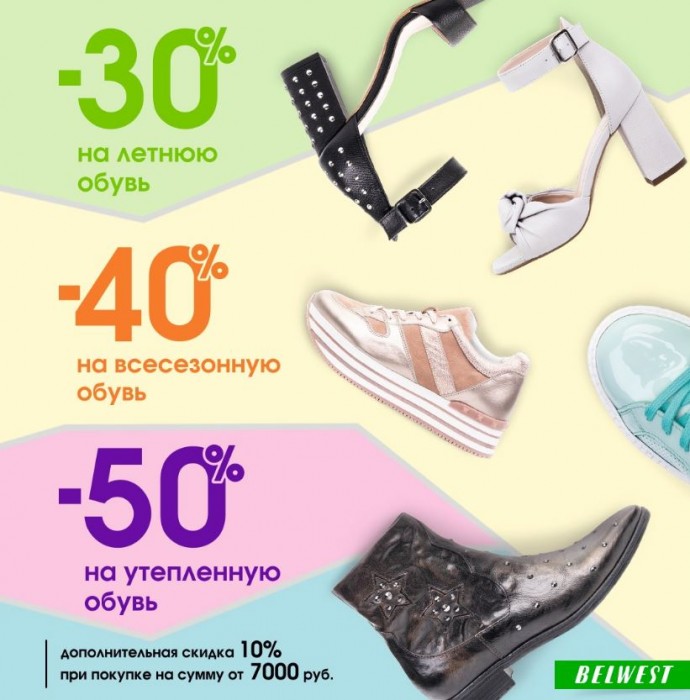 -30%
на летнюю
обувь
-40%
на всесезонную
обувь
-50%
на утепленную
обувь
дополнительная скидка 10%
при покупке на сумму от 7000 руб.
BELWEST